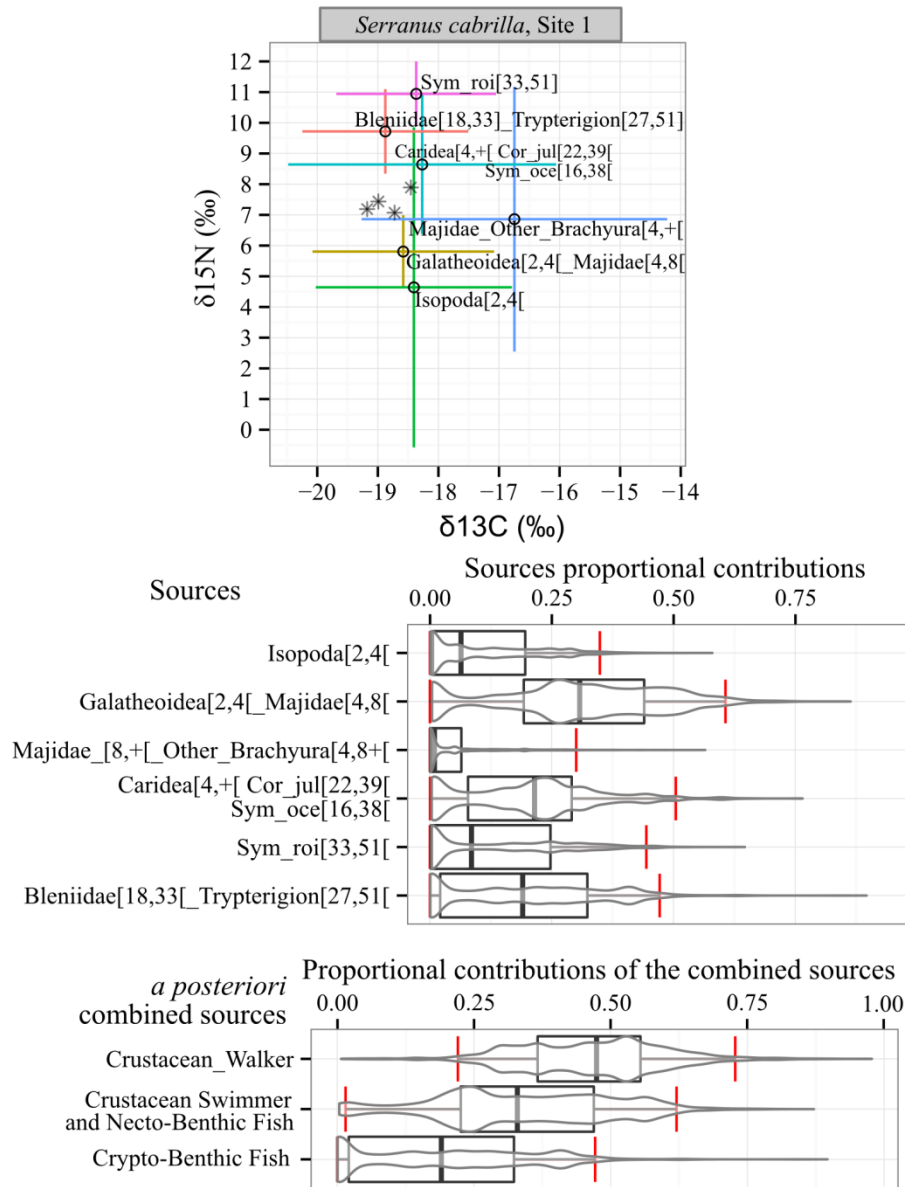 Serranus cabrilla, Site 1
12
11
10
9
8
7
6
5
4
3
2
1
0
δ15N (‰)
Sym_roi[33,51]
Bleniidae[18,33]_Trypterigion[27,51]
Caridea[4,+[ Cor_jul[22,39[
Sym_oce[16,38[
Majidae_Other_Brachyura[4,+[
Galatheoidea[2,4[_Majidae[4,8[
Isopoda[2,4[
−20 −19 −18 −17 −16 −15 −14
δ13C (‰)
Sources
Sources proportional contributions
0.00 0.25 0.50 0.75
Isopoda[2,4[
Galatheoidea[2,4[_Majidae[4,8[
Majidae_[8,+[_Other_Brachyura[4,8+[
Caridea[4,+[ Cor_jul[22,39[
Sym_oce[16,38[
Sym_roi[33,51[
Bleniidae[18,33[_Trypterigion[27,51[
a posteriori
combined sources
Proportional contributions of the combined sources
0.00 0.25 0.50 0.75 1.00
Crustacean_Walker
Crustacean Swimmer
and Necto-Benthic Fish
Crypto-Benthic Fish